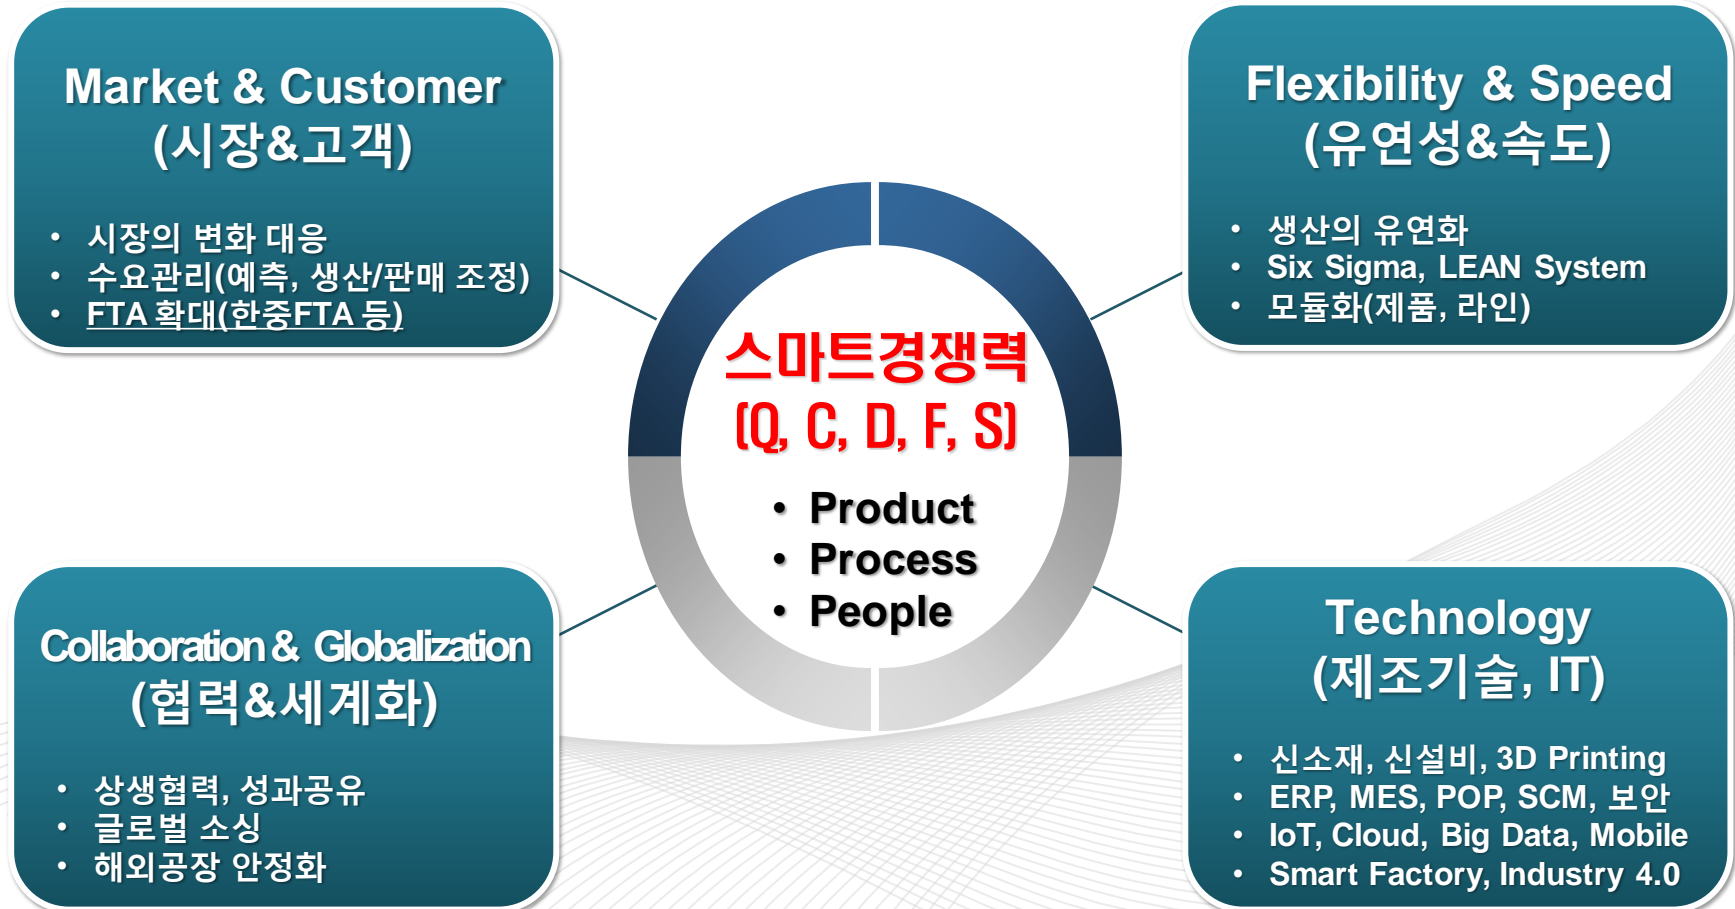 Market & Customer
(시장&고객)
• 시장의 변화 대응
• 수요관리(예측, 생산/판매 조정)
• FTA 확대(한중FTA 등)
Flexibility & Speed
(유연성&속도)
• 생산의 유연화
• Six Sigma, LEAN System
• 모듈화(제품, 라인)
스마트경쟁력
(Q, C, D, F, S)
• Product
• Process
• People
Collaboration & Globalization
(협력&세계화)
• 상생협력, 성과공유
• 글로벌 소싱
• 해외공장 안정화
Technology
(제조기술, IT)
• 신소재, 신설비, 3D Printing
• ERP, MES, POP, SCM, 보안
• IoT, Cloud, Big Data, Mobile
• Smart Factory, Industry 4.0